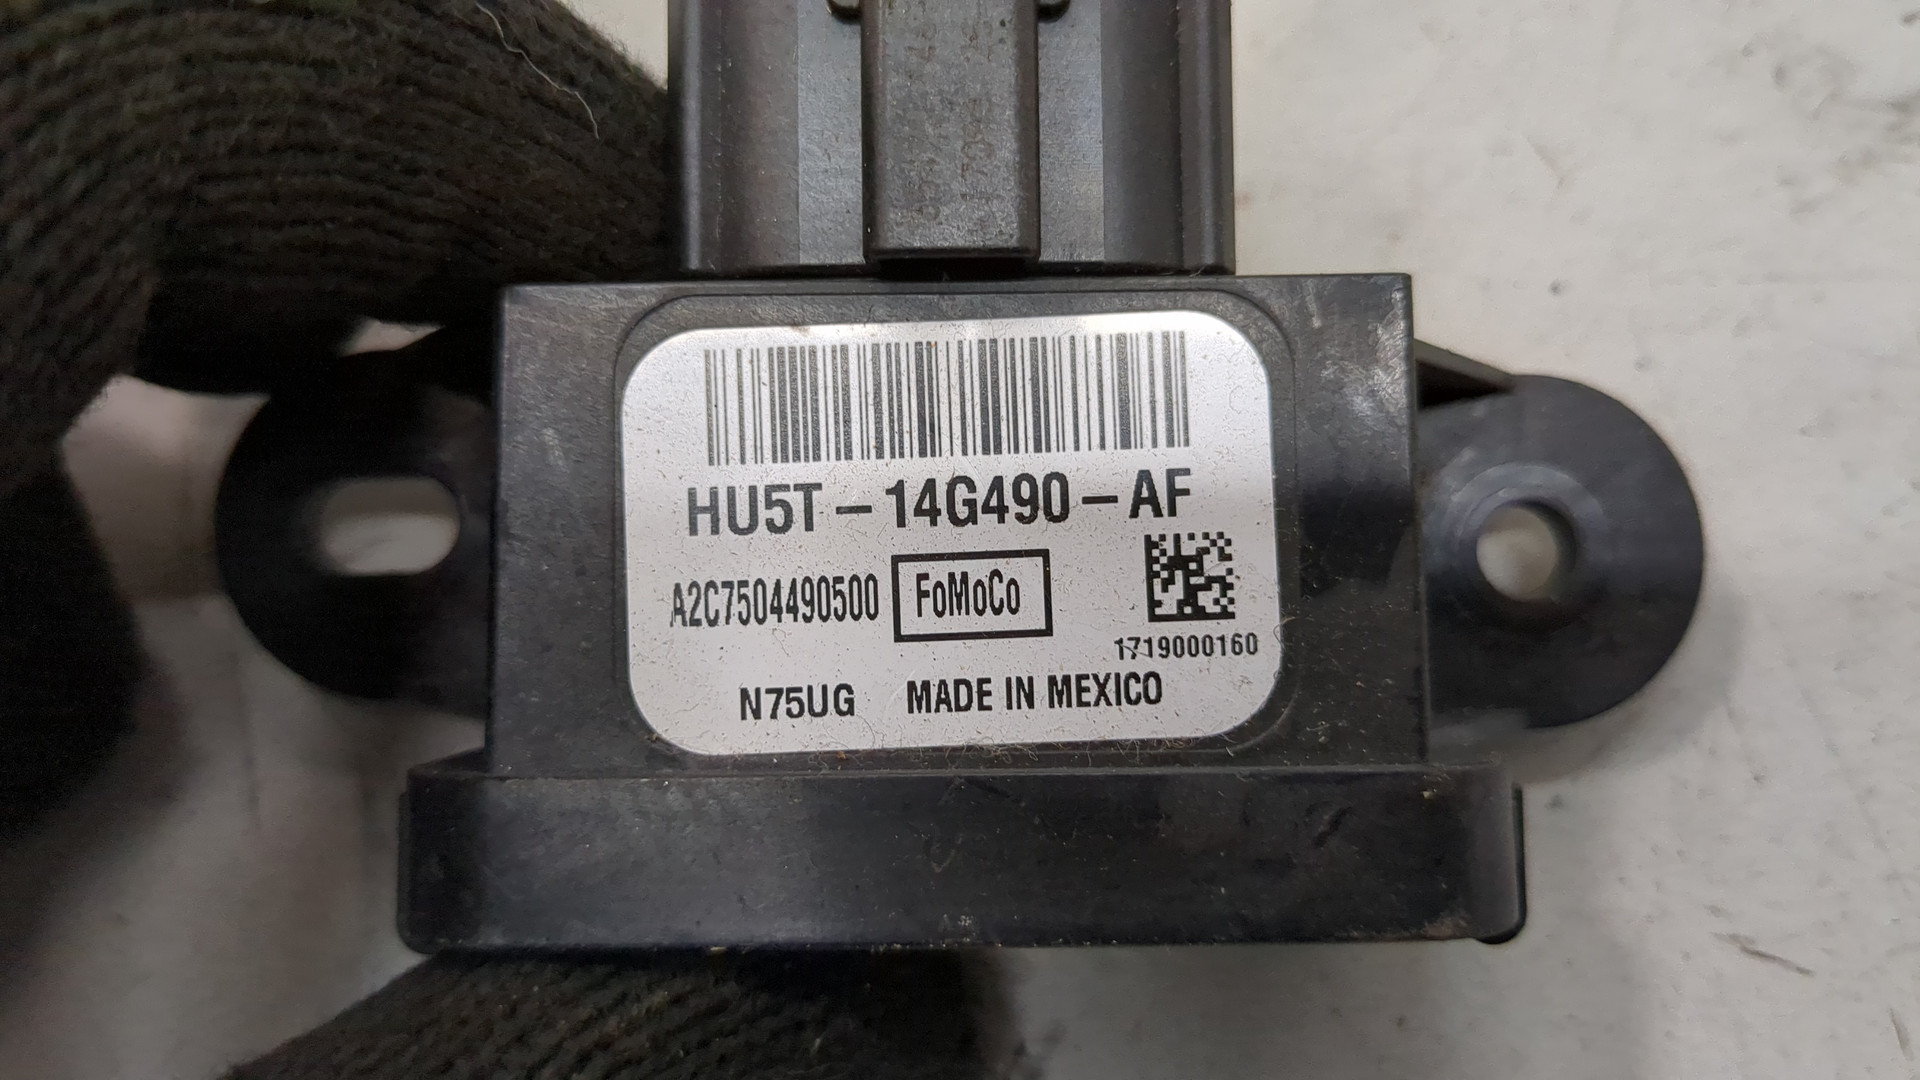 HU5T-14G490-AF
A2C7504490500 FoMoCo
1719000160
N75UG MADE IN MEXICO